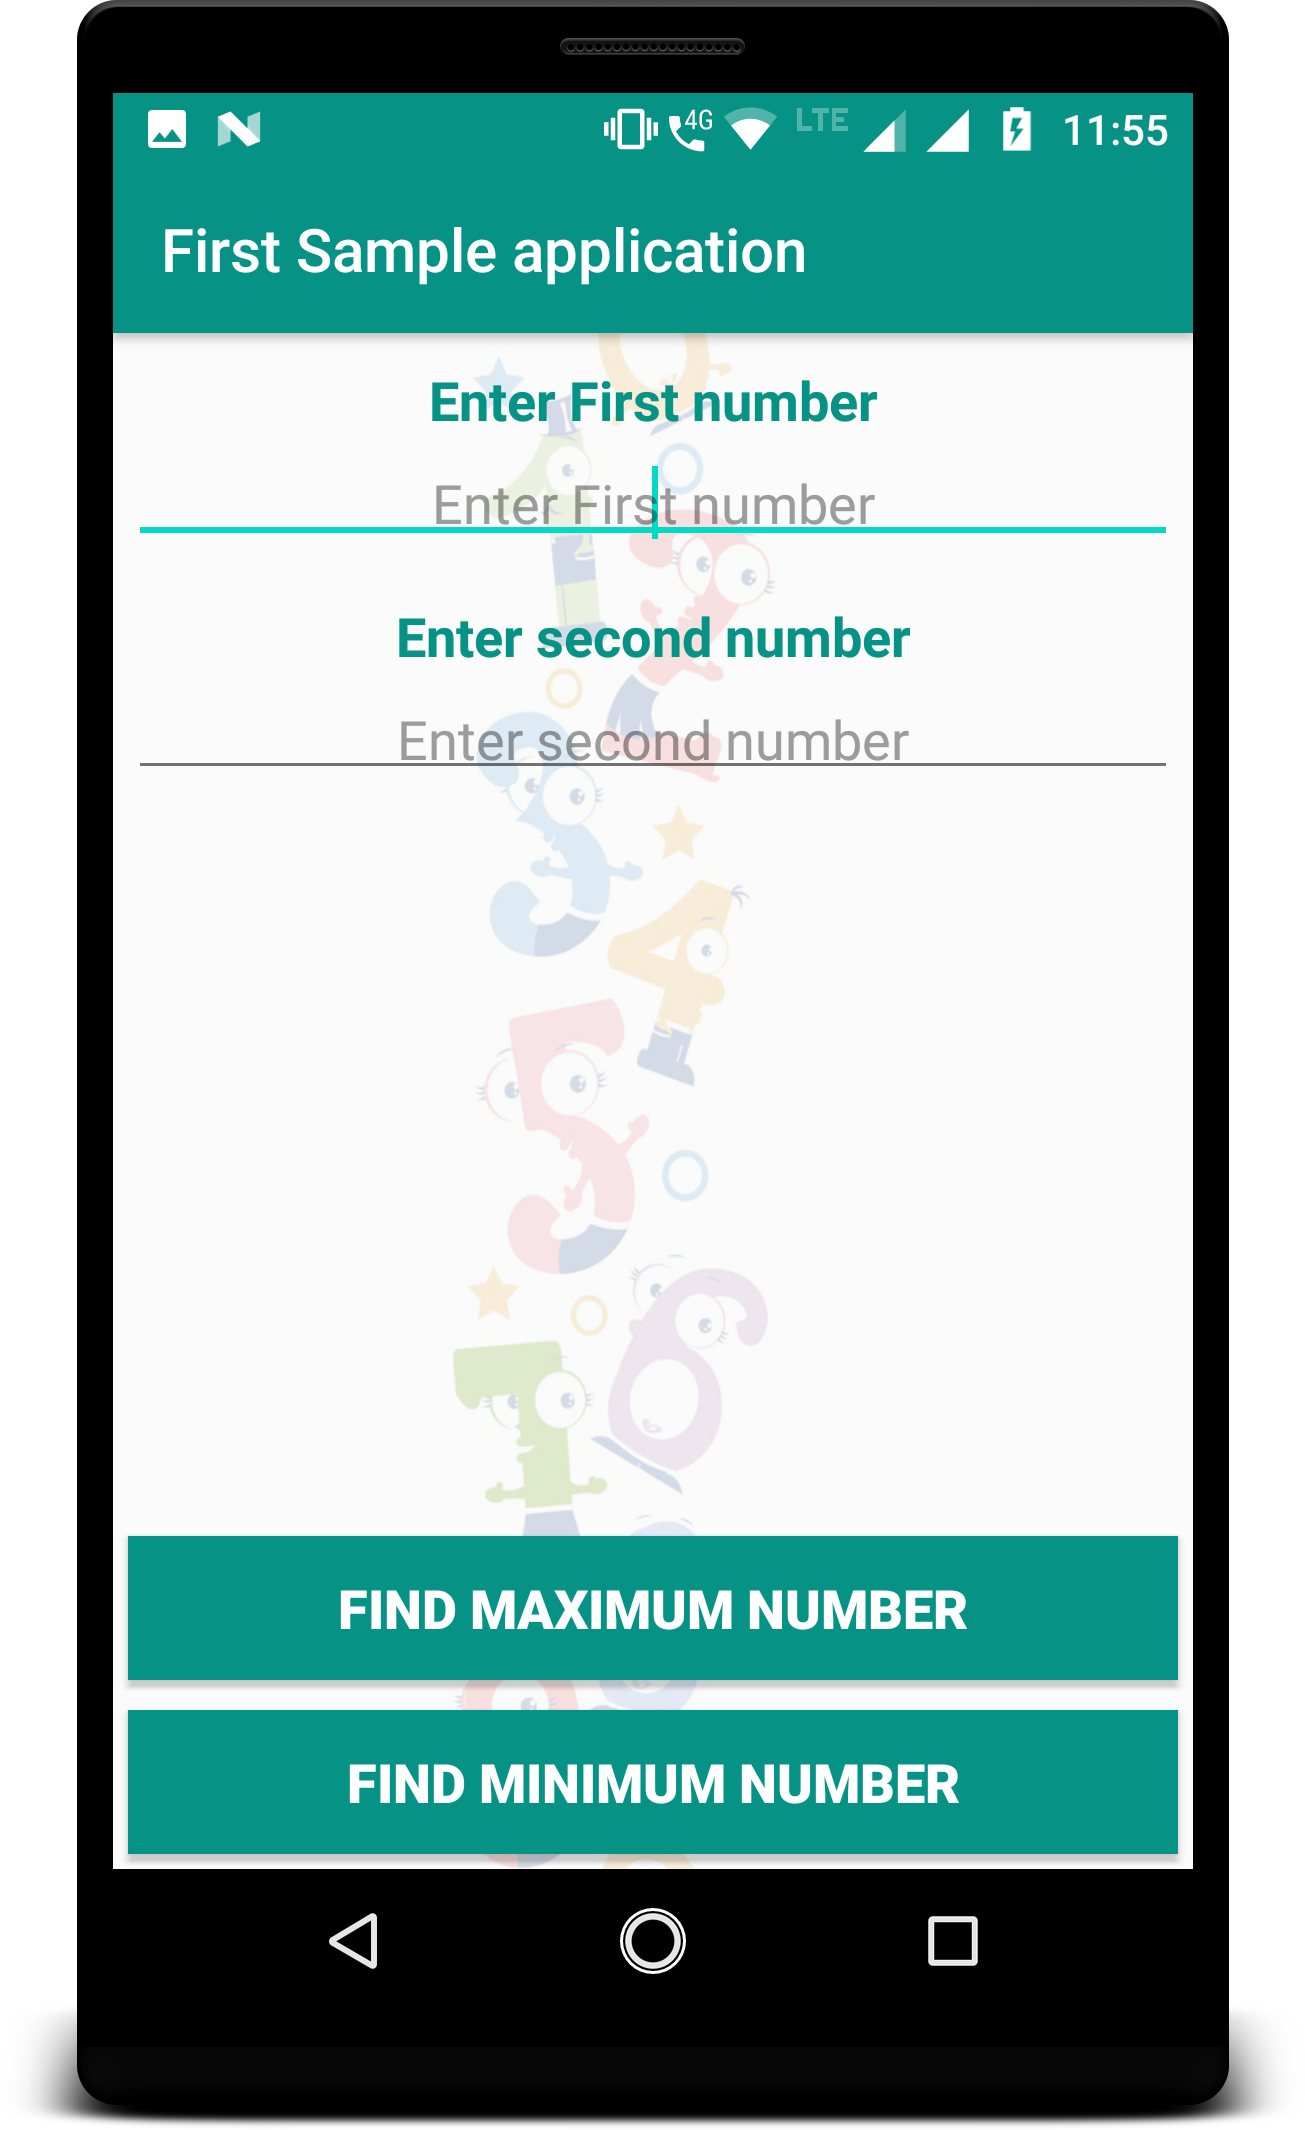 4G LTE 11:55
First Sample application
Enter First number
Enter First number
Enter second number
Enter second number
FIND MAXIMUM NUMBER
FIND MINIMUM NUMBER